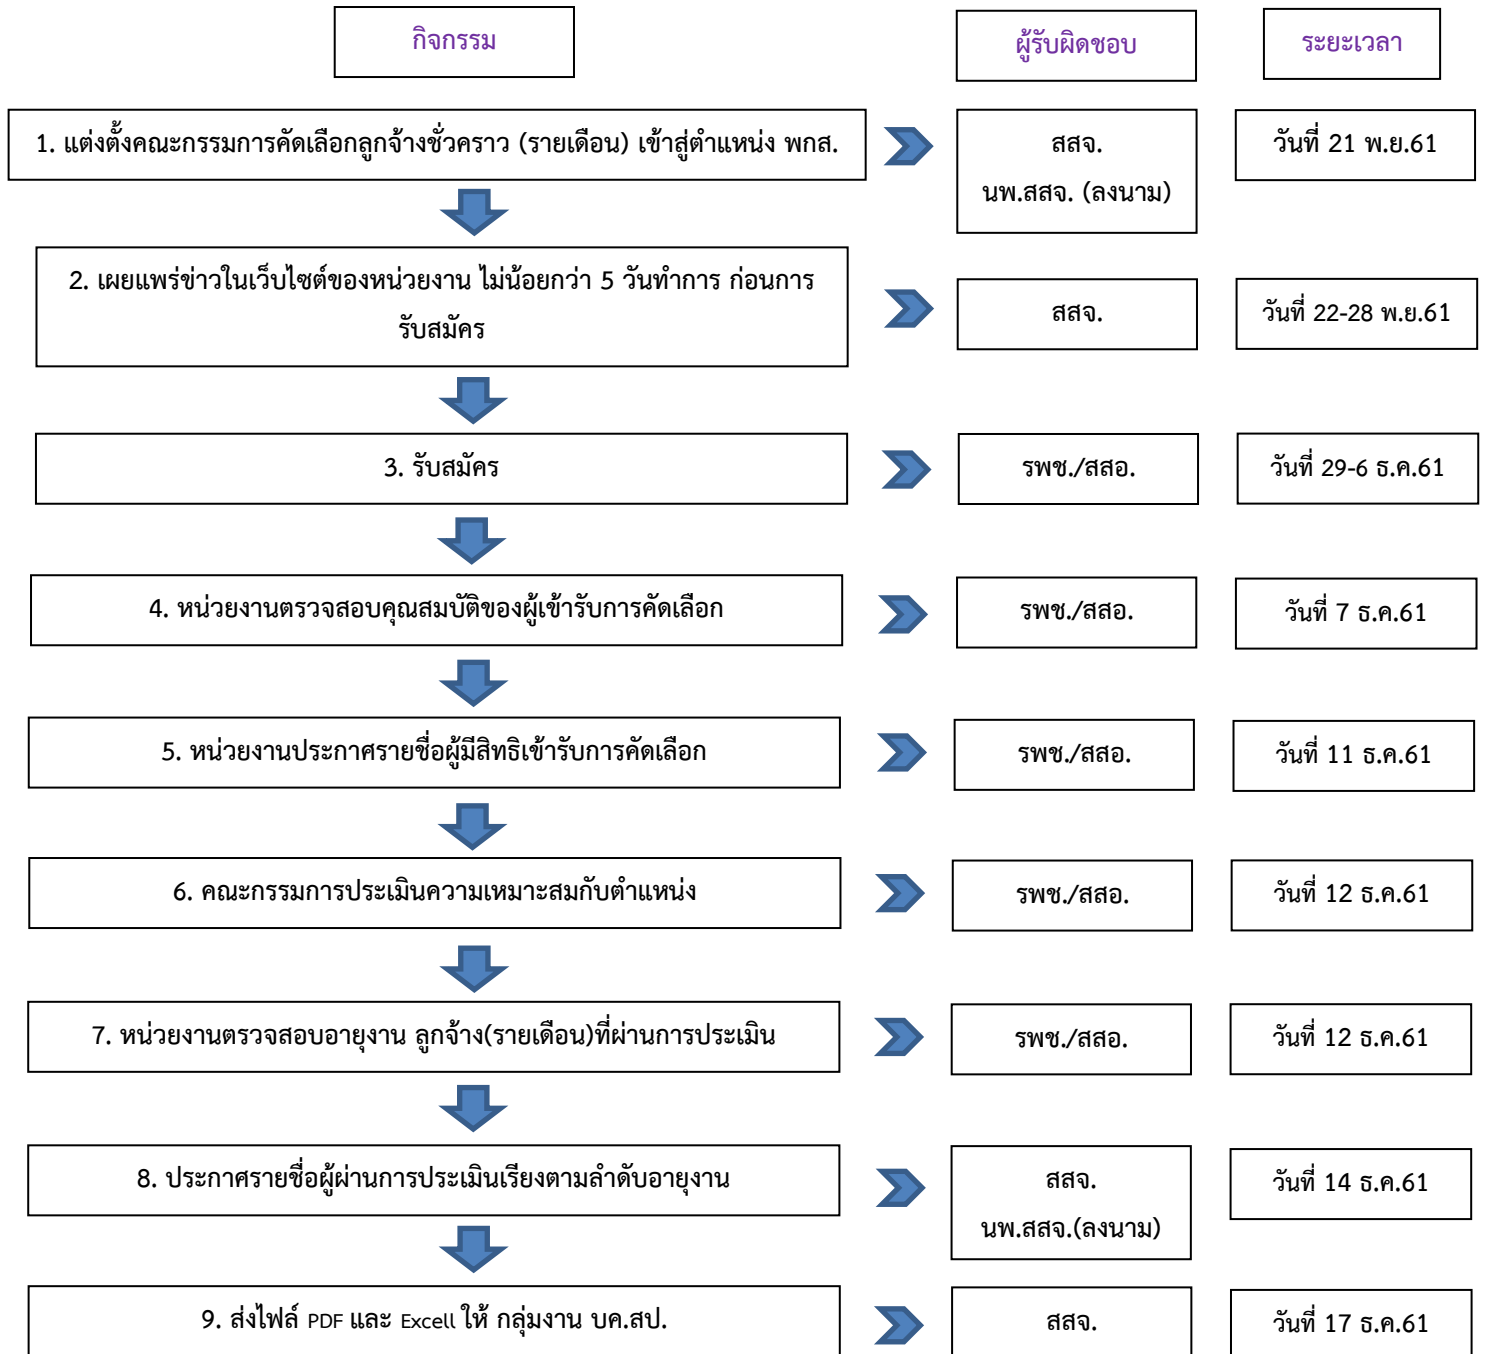 กิจกรรม
ผู้รับผิดชอบ
ระยะเวลา
1. แต่งตั้งคณะกรรมการคัดเลือกลูกจ้างชั่วคราว (รายเดือน) เข้าสู่ตำแหน่ง พกส.
สสจ.
นพ.สสจ. (ลงนาม)
วันที่ 21 พ.ย.61
2. เผยแพร่ข่าวในเว็บไซต์ของหน่วยงาน ไม่น้อยกว่า 5 วันทำการ ก่อนการ
รับสมัคร
สสจ.
วันที่ 22-28 พ.ย.61
3. รับสมัคร
รพช./สสอ.
วันที่ 29-6 ธ.ค.61
4. หน่วยงานตรวจสอบคุณสมบัติของผู้เข้ารับการคัดเลือก
รพช./สสอ.
วันที่ 7 ธ.ค.61
5. หน่วยงานประกาศรายชื่อผู้มีสิทธิเข้ารับการคัดเลือก
รพช./สสอ.
วันที่ 11 ธ.ค.61
6. คณะกรรมการประเมินความเหมาะสมกับตำแหน่ง
รพช./สสอ.
วันที่ 12 ธ.ค.61
7. หน่วยงานตรวจสอบอายุงาน ลูกจ้าง(รายเดือน)ที่ผ่านการประเมิน
รพช./สสอ.
วันที่ 12 ธ.ค.61
8. ประกาศรายชื่อผู้ผ่านการประเมินเรียงตามลำดับอายุงาน
สสจ.
นพ.สสจ.(ลงนาม)
วันที่ 14 ธ.ค.61
9. ส่งไฟล์ PDF และ Excell ให้ กลุ่มงาน บค.สป.
สสจ.
วันที่ 17 ธ.ค.61